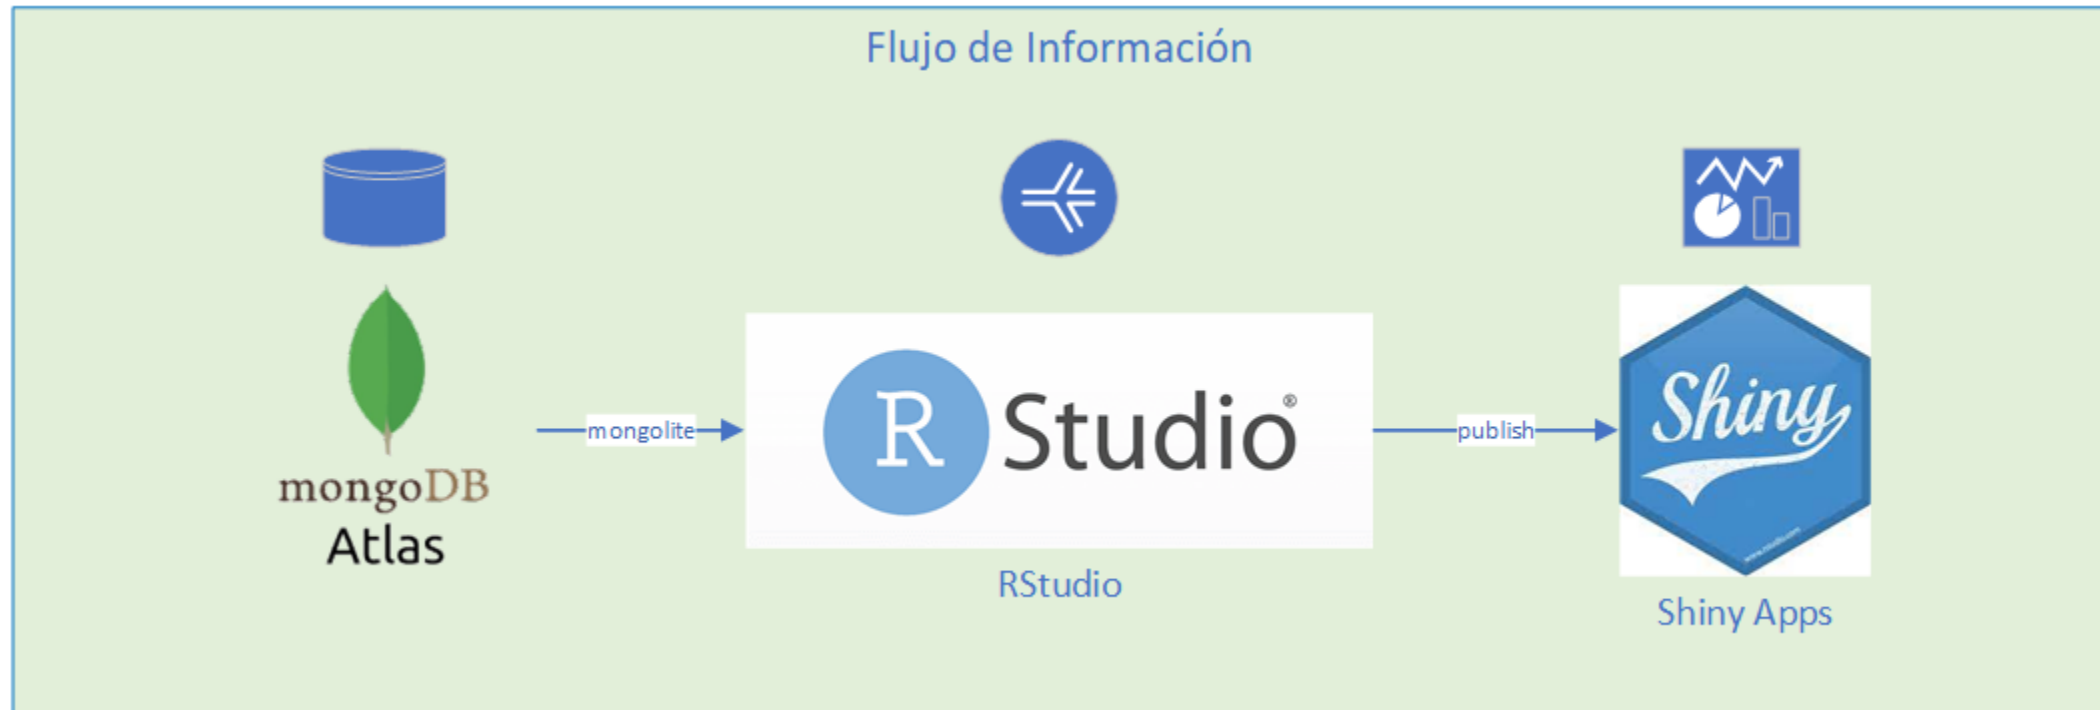 Flujo de Información
mongoDB
Atlas
mongolite
R Studio®
RStudio
publish
Shiny
Shiny Apps